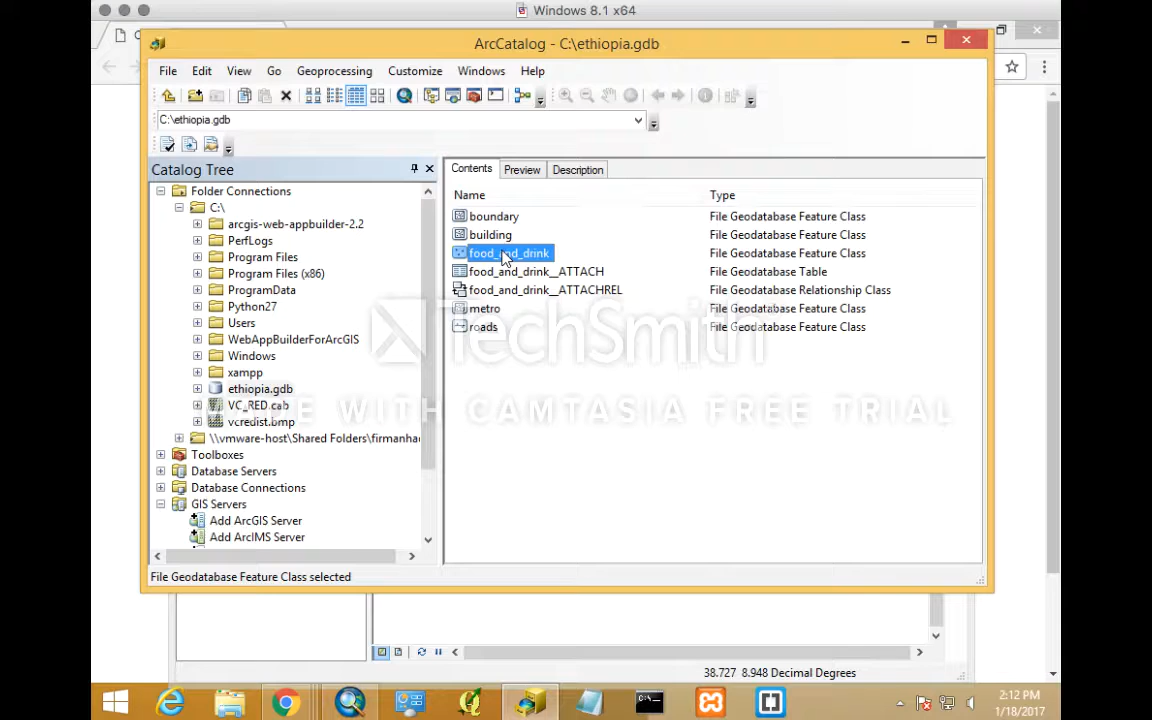 Windows 8.1 x64
ArcCatalog - C:\ethiopia.gdb
File Edit View Go Geoprocessing Customize Windows Help
C:\ethiopia.gdb
Catalog Tree
Contents Preview Description
Folder Connections
C:\
arcgis-web-appbuilder-2.2
PerfLogs
Program Files
Program Files (x86)
ProgramData
Python27
Users
WebAppBuilderForArcGIS
Windows
xampp
ethiopia.gdb
VC_RED.cab
vcredist.bmp
\\vmware-host\Shared Folders\firmanha
Toolboxes
Database Servers
Database Connections
GIS Servers
Add ArcGIS Server
Add ArcIMS Server
Name Type
boundary File Geodatabase Feature Class
building File Geodatabase Feature Class
food_and_drink File Geodatabase Feature Class
food_and_drink__ATTACH File Geodatabase Table
food_and_drink__ATTACHREL File Geodatabase Relationship Class
metro File Geodatabase Feature Class
roads File Geodatabase Feature Class
TechSmith
MADE WITH CAMTASIA FREE TRIAL
File Geodatabase Feature Class selected
38.727 8.948 Decimal Degrees
2:12 PM
1/18/2017